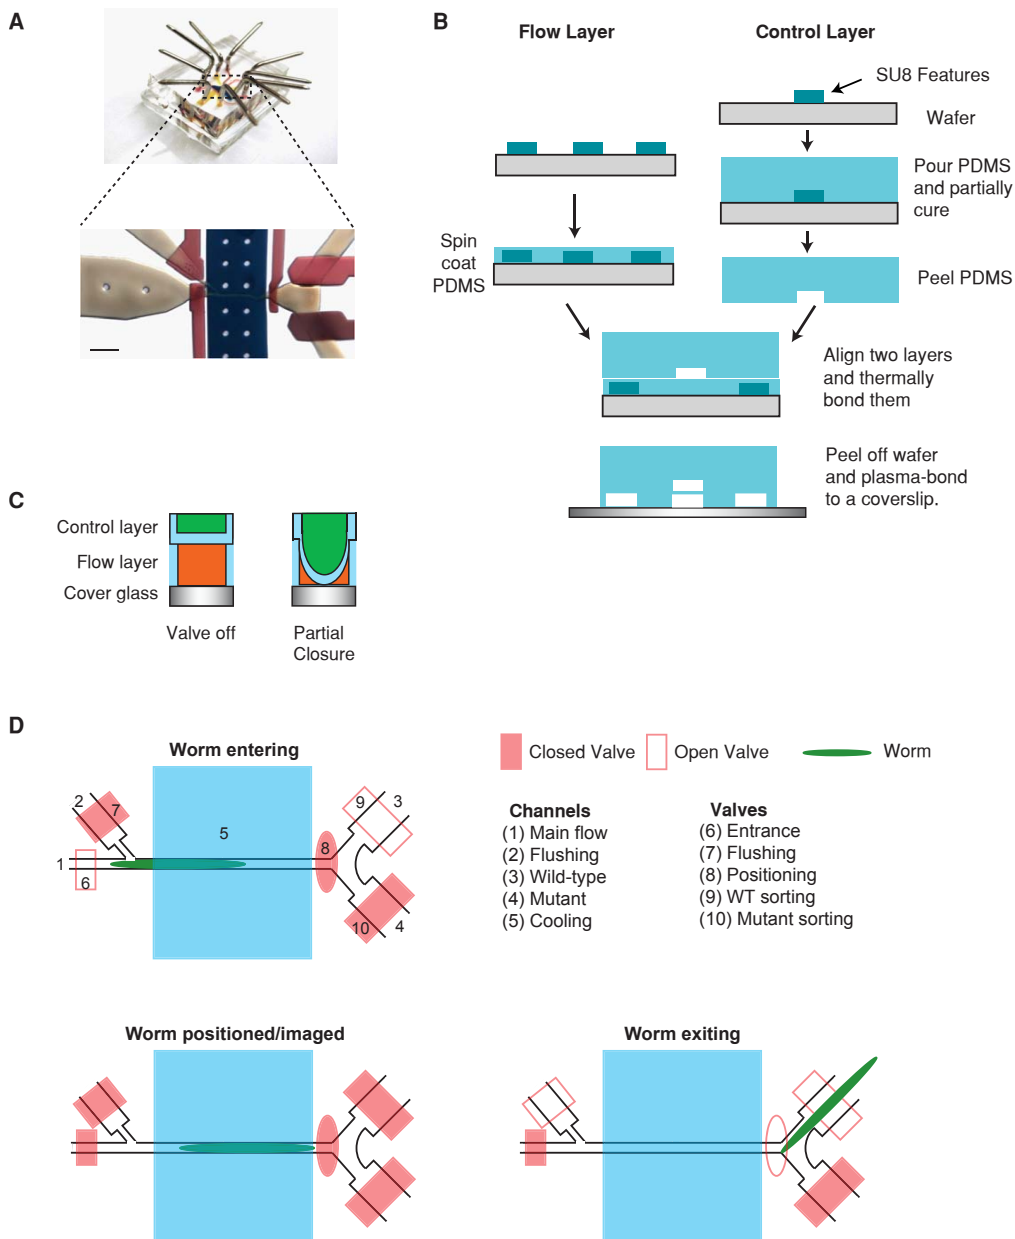 A
B
Flow Layer
Control Layer
SU8 Features
Wafer
Pour PDMS
and partially
cure
Spin
coat
PDMS
Peel PDMS
Align two layers
and thermally
bond them
Peel off wafer
and plasma-bond
to a coverslip.
C
Control layer
Flow layer
Cover glass
Valve off
Partial
Closure
D
Worm entering
Closed Valve
Open Valve
Worm
2
7
5
9
3
8
1
6
10
4
Channels
(1) Main flow
(2) Flushing
(3) Wild-type
(4) Mutant
(5) Cooling
Valves
(6) Entrance
(7) Flushing
(8) Positioning
(9) WT sorting
(10) Mutant sorting
Worm positioned/imaged
Worm exiting